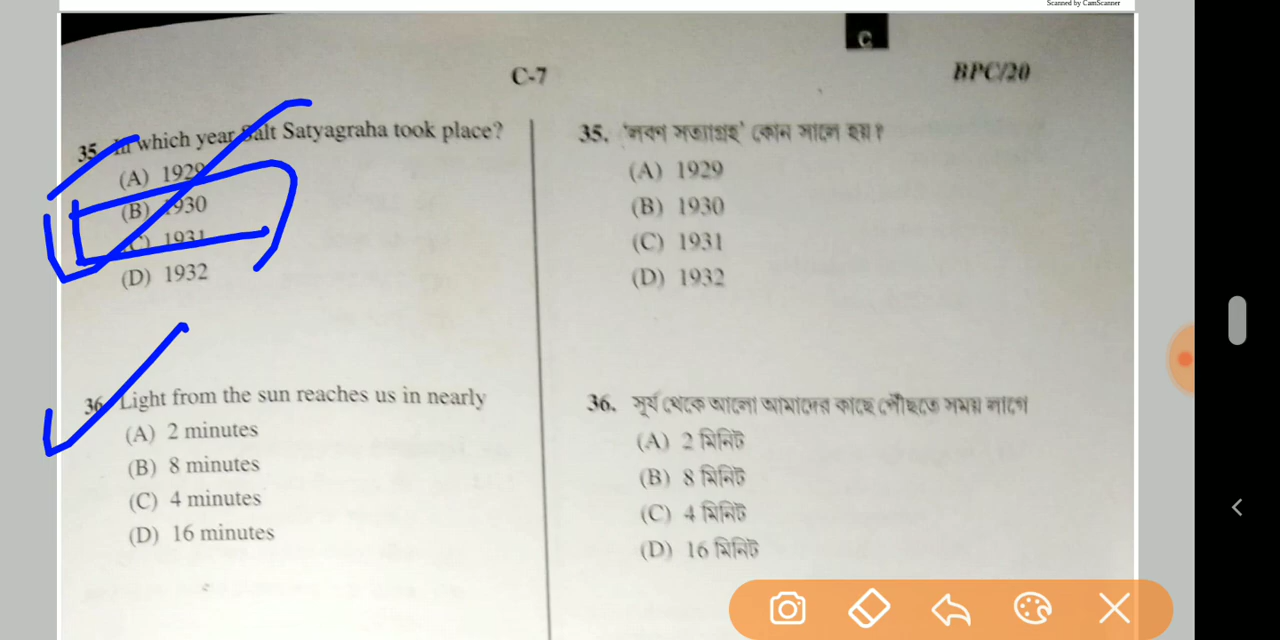 Scanned by CamScanner
C
C-7
BPC/20
35. In which year Salt Satyagraha took place?
(A) 1929
(B) 1930
(C) 1931
(D) 1932
36. Light from the sun reaches us in nearly
(A) 2 minutes
(B) 8 minutes
(C) 4 minutes
(D) 16 minutes
35. 'লবণ সত্যাগ্রহ' কোন সালে হয়?
(A) 1929
(B) 1930
(C) 1931
(D) 1932
36. সূর্য থেকে আলো আমাদের কাছে পৌঁছতে সময় লাগে
(A) 2 মিনিট
(B) 8 মিনিট
(C) 4 মিনিট
(D) 16 মিনিট